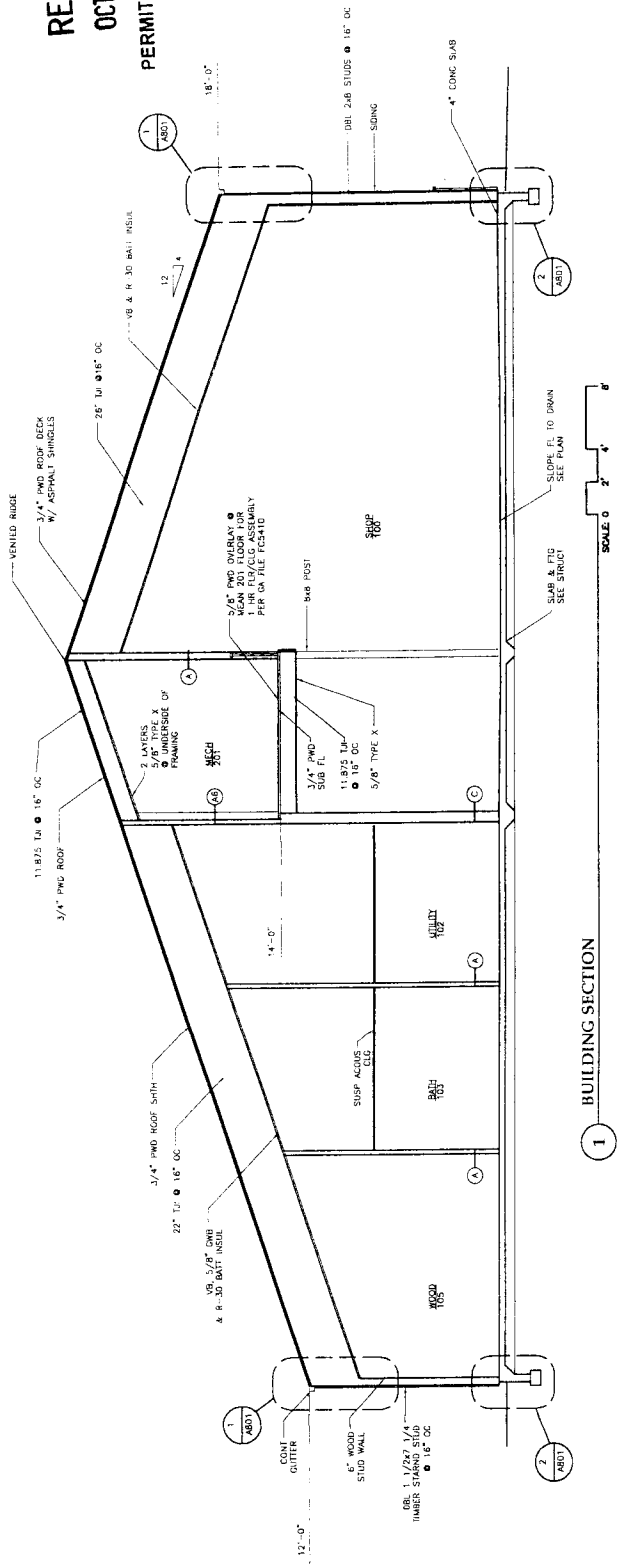 RE
OCT
PERMIT
VENTED RIDGE
3/4" PWD ROOF DECK
W/ ASPHALT SHINGLES
26" TJI @16" OC
VB & R-30 BATT INSUL
12
4
1
A801
18'-0"
DBL 2x8 STUDS @ 16" OC
SIDING
4" CONC SLAB
2
A801
11.875 TJI @ 16" OC
3/4" PWD ROOF
2 LAYERS
5/8" TYPE X
@ UNDERSIDE OF
FRAMING
MECH
201
A
A6
5/8" PWD OVERLAY @
MEAN 201 FLOOR FOR
1 HR FLR/CLG ASSEMBLY
PER GA FILE FC5410
8x8 POST
SHOP
100
3/4" PWD
SUB FL
11.875 TJI
@ 16" OC
5/8" TYPE X
C
14'-0"
UTILITY
102
SUSP ACOUS
CLG
A
BATH
103
A
3/4" PWD ROOF SHTH
22" TJI @ 16" OC
VB, 5/8" GWB
& R-30 BATT INSUL
WOOD
105
1
A801
CONT
GUTTER
12'-0"
6" WOOD
STUD WALL
DBL 1 1/2x7 1/4
TIMBER STARND STUD
@ 16" OC
2
A801
SLAB & FTG
SEE STRUCT
SLOPE FL TO DRAIN
SEE PLAN
1
BUILDING SECTION
SCALE: 0 2' 4' 8'